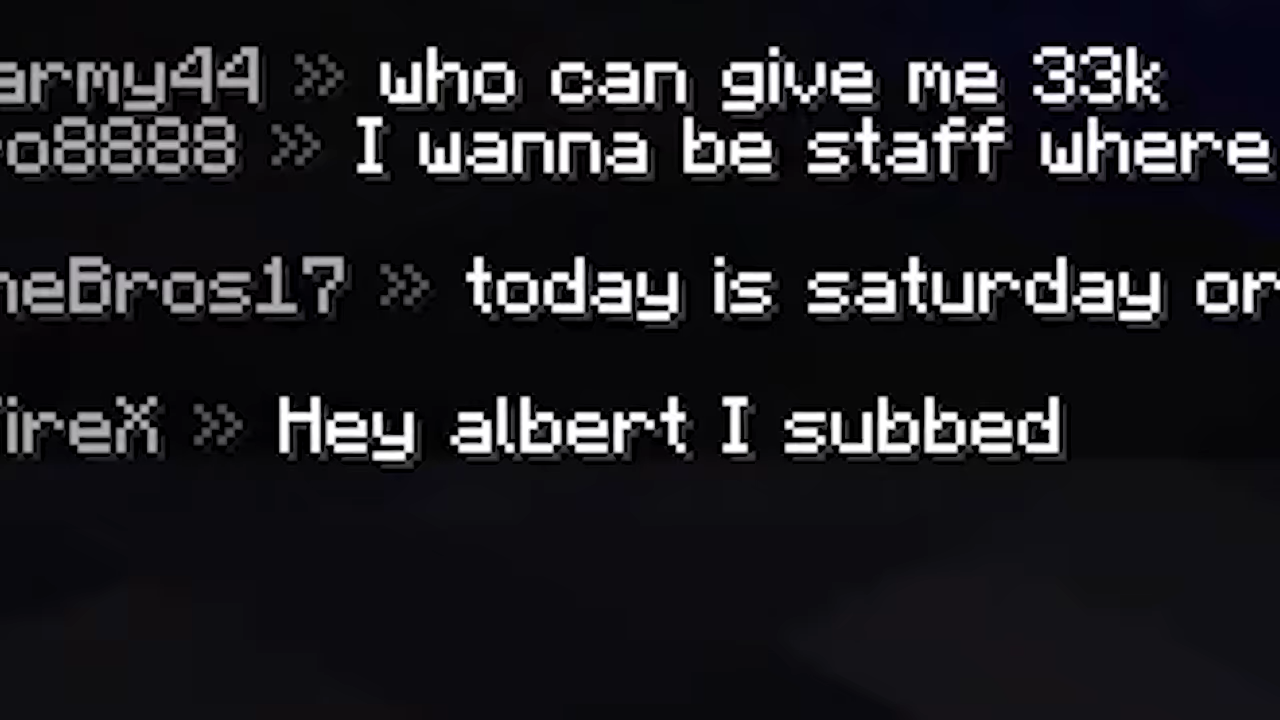 army44 » who can give me 33k
o8888 » I wanna be staff where
neBros17 » today is saturday or
ireX » Hey albert I subbed